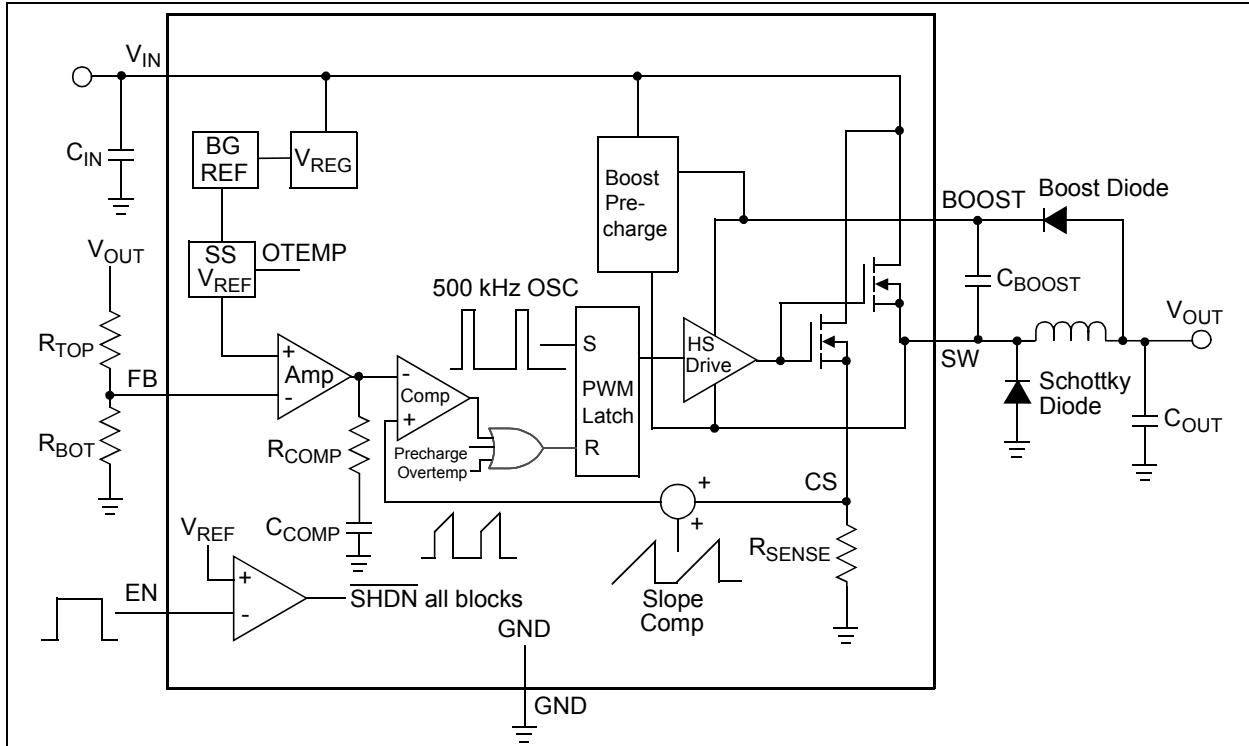 VIN
CIN
BG
REF
VREG
Boost
Pre-
charge
BOOST
Boost Diode
VOUT
SS
VREF
OTEMP
CBOOST
500 kHz OSC
RTOP
FB
+
Amp
-
-
Comp
+
S
PWM
Latch
R
HS
Drive
SW
VOUT
Schottky
Diode
COUT
RBOT
RCOMP
Precharge
Overtemp
CS
+
+
CCOMP
RSENSE
VREF
EN
+
-
SHDN all blocks
Slope
Comp
GND
GND